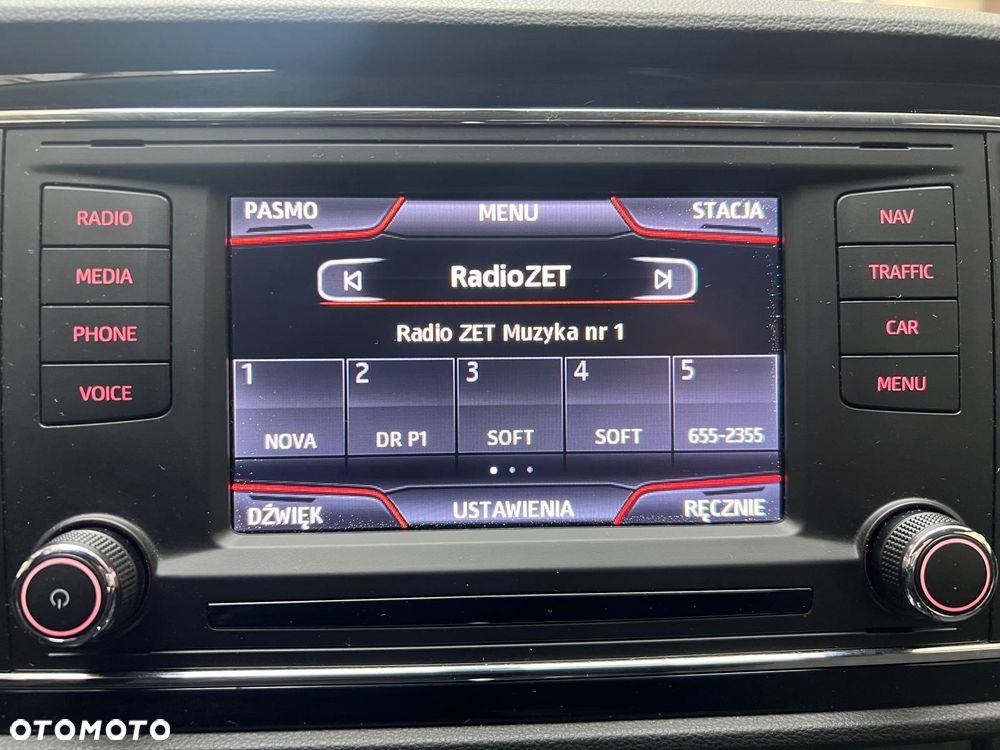 PASMO MENU STACJA
RADIO
MEDIA
PHONE
VOICE
RadioZET
Radio ZET Muzyka nr 1
1 2 3 4 5
NOVA DR P1 SOFT SOFT 655-2355
DŹWIĘK USTAWIENIA RĘCZNIE
NAV
TRAFFIC
CAR
MENU
OTOMOTO